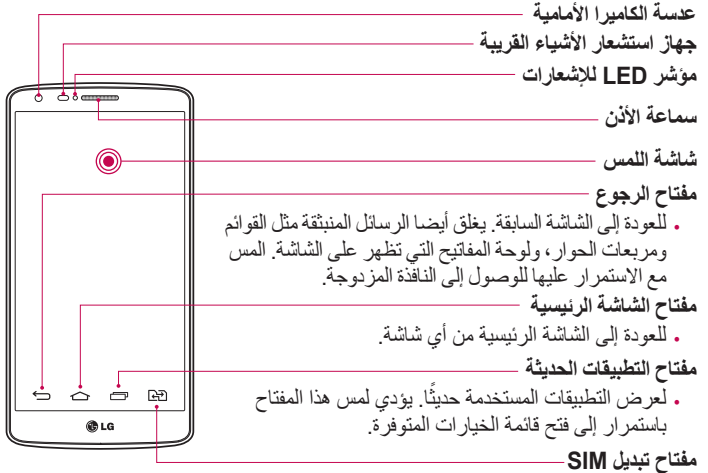 عدسة الكاميرا الأمامية
جهاز استشعار الأشياء القريبة
مؤشر LED للإشعارات
سماعة الأذن
شاشة اللمس
مفتاح الرجوع
• للعودة إلى الشاشة السابقة. يغلق أيضا الرسائل المنبثقة مثل القوائم
ومربعات الحوار، ولوحة المفاتيح التي تظهر على الشاشة. المس
مع الاستمرار عليها للوصول إلى النافذة المزدوجة.
مفتاح الشاشة الرئيسية
• للعودة إلى الشاشة الرئيسية من أي شاشة.
مفتاح التطبيقات الحديثة
• لعرض التطبيقات المستخدمة حديثًا. يؤدي لمس هذا المفتاح
باستمرار إلى فتح قائمة الخيارات المتوفرة.
مفتاح تبديل SIM
LG